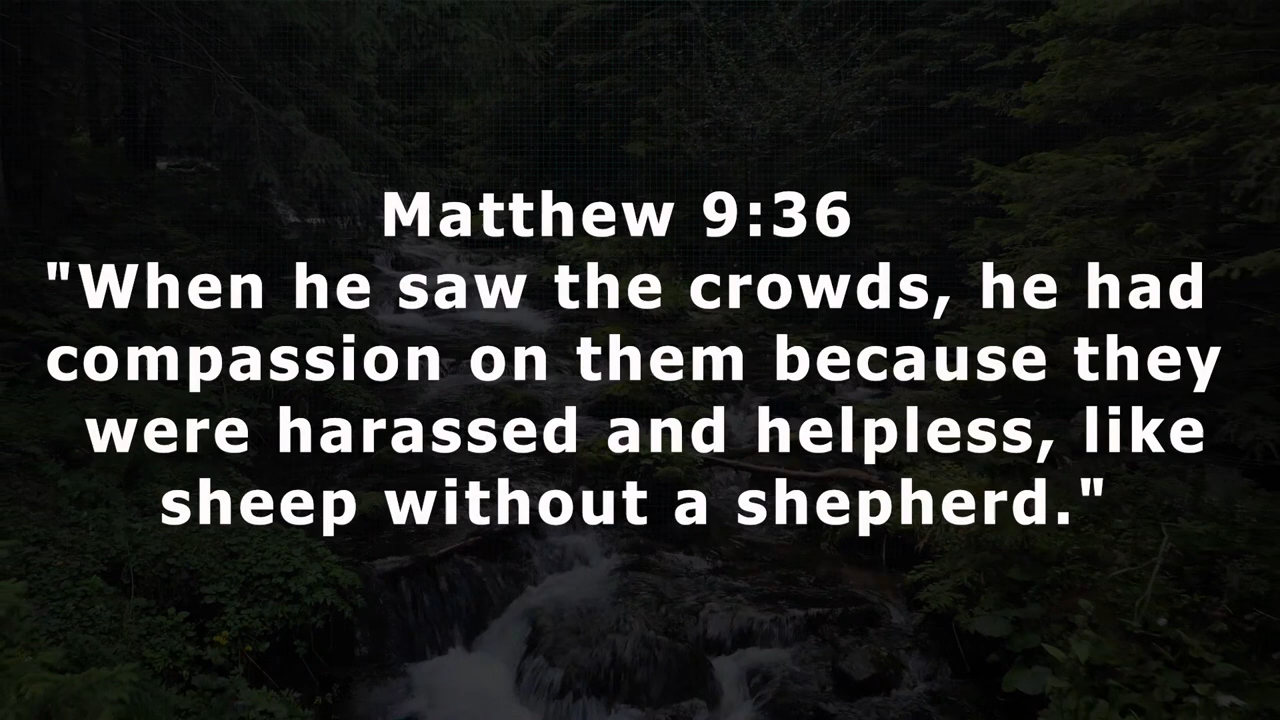 Matthew 9:36
"When he saw the crowds, he had
compassion on them because they
were harassed and helpless, like
sheep without a shepherd."